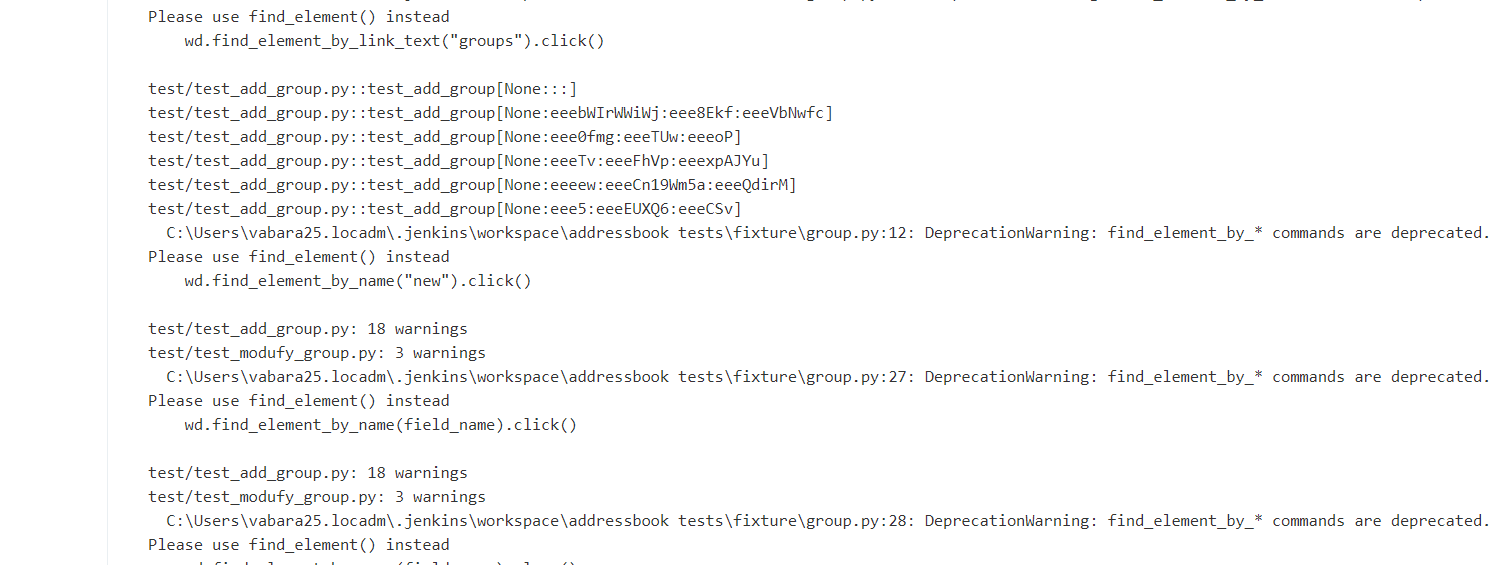 Please use find_element() instead
wd.find_element_by_link_text("groups").click()
test/test_add_group.py::test_add_group[None:::]
test/test_add_group.py::test_add_group[None:eeebWIrWWiWj:eee8Ekf:eeeVbNwfc]
test/test_add_group.py::test_add_group[None:eee0fmg:eeeTUw:eeeoP]
test/test_add_group.py::test_add_group[None:eeeTv:eeeFhVp:eeexpAJYu]
test/test_add_group.py::test_add_group[None:eeeew:eeeCn19Wm5a:eeeQdirM]
test/test_add_group.py::test_add_group[None:eee5:eeeEUXQ6:eeeCSv]
C:\Users\vabara25.locadm\.jenkins\workspace\addressbook tests\fixture\group.py:12: DeprecationWarning: find_element_by_* commands are deprecated.
Please use find_element() instead
wd.find_element_by_name("new").click()
test/test_add_group.py: 18 warnings
test/test_modufy_group.py: 3 warnings
C:\Users\vabara25.locadm\.jenkins\workspace\addressbook tests\fixture\group.py:27: DeprecationWarning: find_element_by_* commands are deprecated.
Please use find_element() instead
wd.find_element_by_name(field_name).click()
test/test_add_group.py: 18 warnings
test/test_modufy_group.py: 3 warnings
C:\Users\vabara25.locadm\.jenkins\workspace\addressbook tests\fixture\group.py:28: DeprecationWarning: find_element_by_* commands are deprecated.
Please use find_element() instead